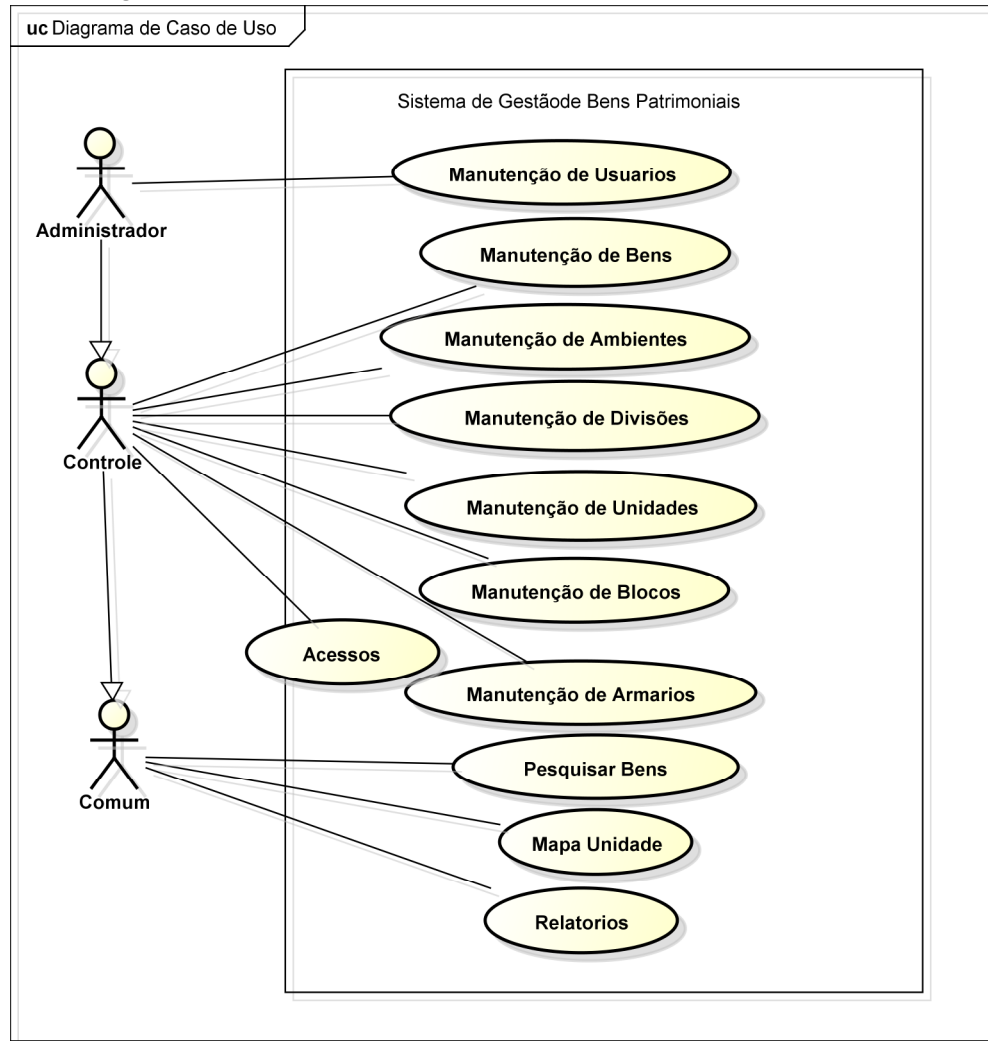 uc Diagrama de Caso de Uso
Sistema de Gestãode Bens Patrimoniais
Manutenção de Usuarios
Administrador
Manutenção de Bens
Manutenção de Ambientes
Manutenção de Divisões
Controle
Manutenção de Unidades
Manutenção de Blocos
Acessos
Manutenção de Armarios
Pesquisar Bens
Comum
Mapa Unidade
Relatorios